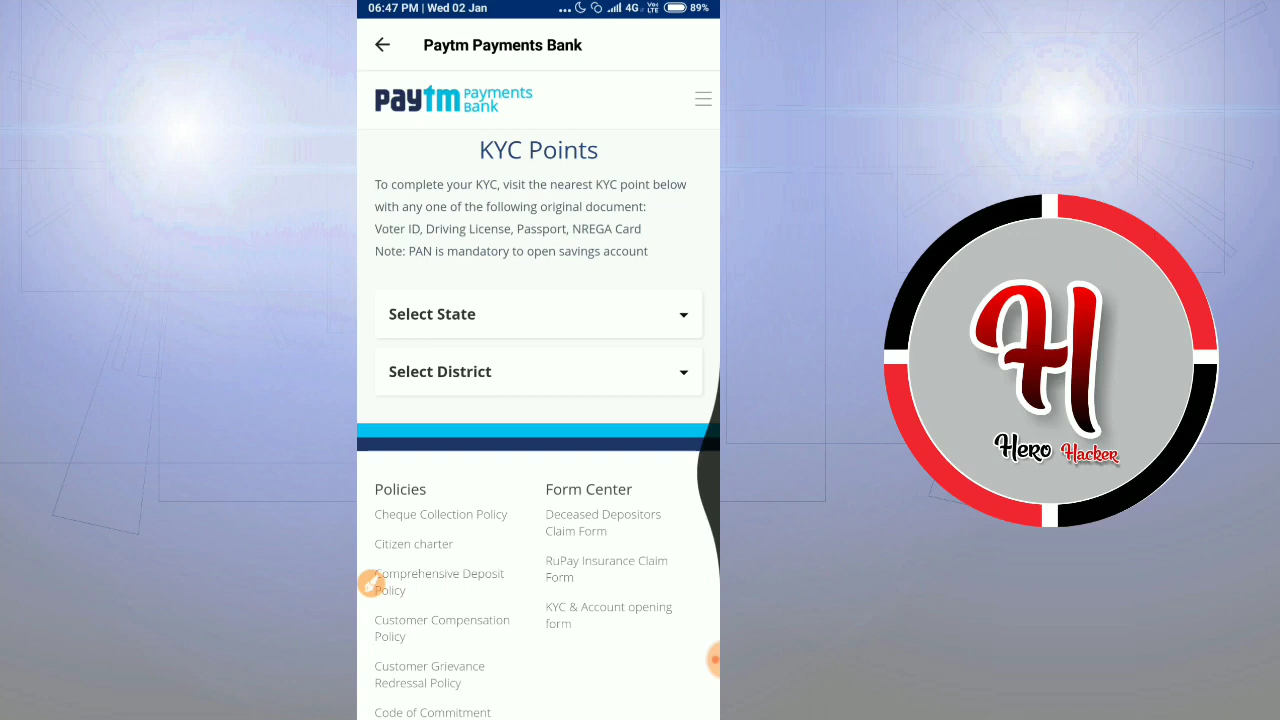 06:47 PM | Wed 02 Jan
... 4G VoLTE 89%
Paytm Payments Bank
paytm Payments Bank
KYC Points
To complete your KYC, visit the nearest KYC point below
with any one of the following original document:
Voter ID, Driving License, Passport, NREGA Card
Note: PAN is mandatory to open savings account
Select State
Select District
Policies
Cheque Collection Policy
Citizen charter
Comprehensive Deposit
Policy
Customer Compensation
Policy
Customer Grievance
Redressal Policy
Code of Commitment
Form Center
Deceased Depositors
Claim Form
RuPay Insurance Claim
Form
KYC & Account opening
form
H
Hero Hacker